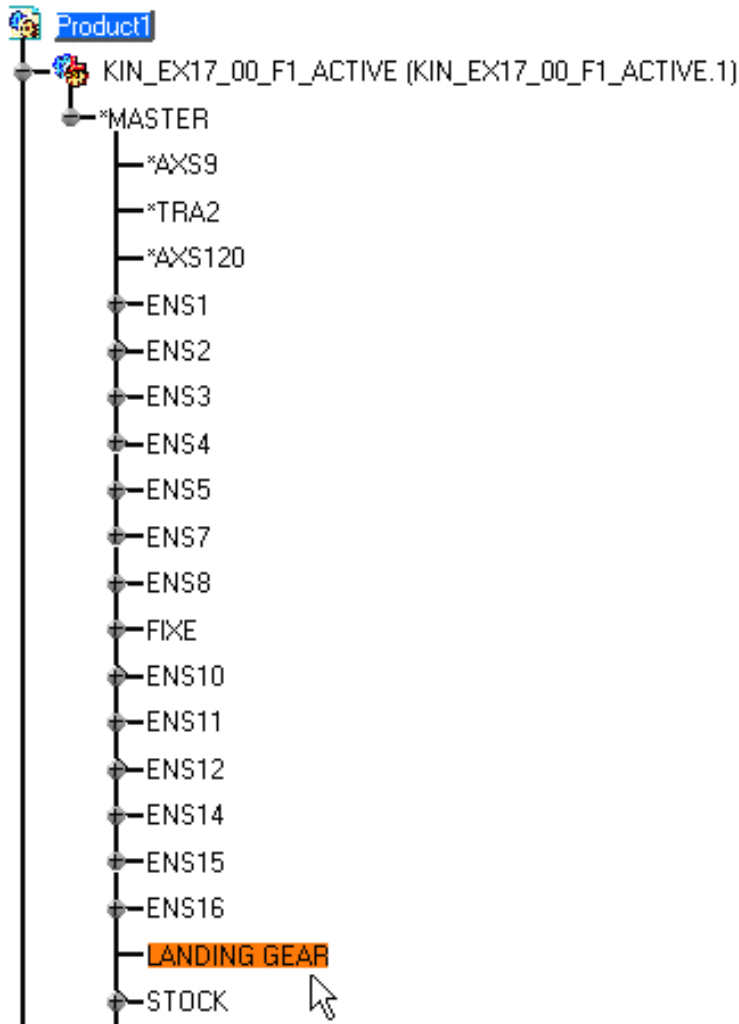 Product1
KIN_EX17_00_F1_ACTIVE (KIN_EX17_00_F1_ACTIVE.1)
*MASTER
*AXS9
*TRA2
*AXS120
ENS1
ENS2
ENS3
ENS4
ENS5
ENS7
ENS8
FIXE
ENS10
ENS11
ENS12
ENS14
ENS15
ENS16
LANDING GEAR
STOCK